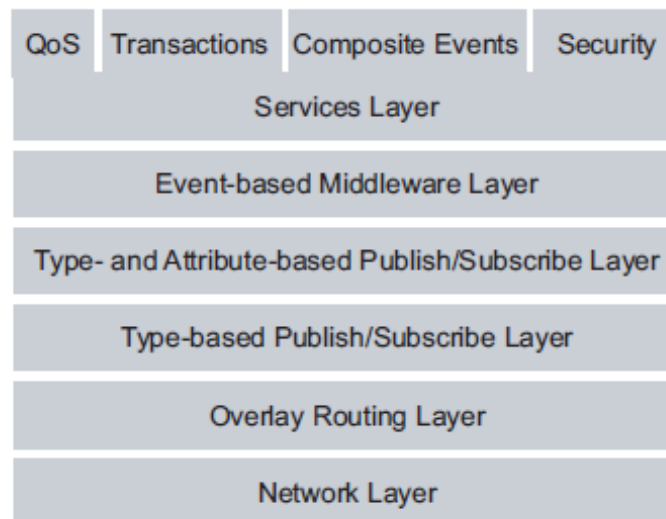 QoS Transactions Composite Events Security
Services Layer
Event-based Middleware Layer
Type- and Attribute-based Publish/Subscribe Layer
Type-based Publish/Subscribe Layer
Overlay Routing Layer
Network Layer